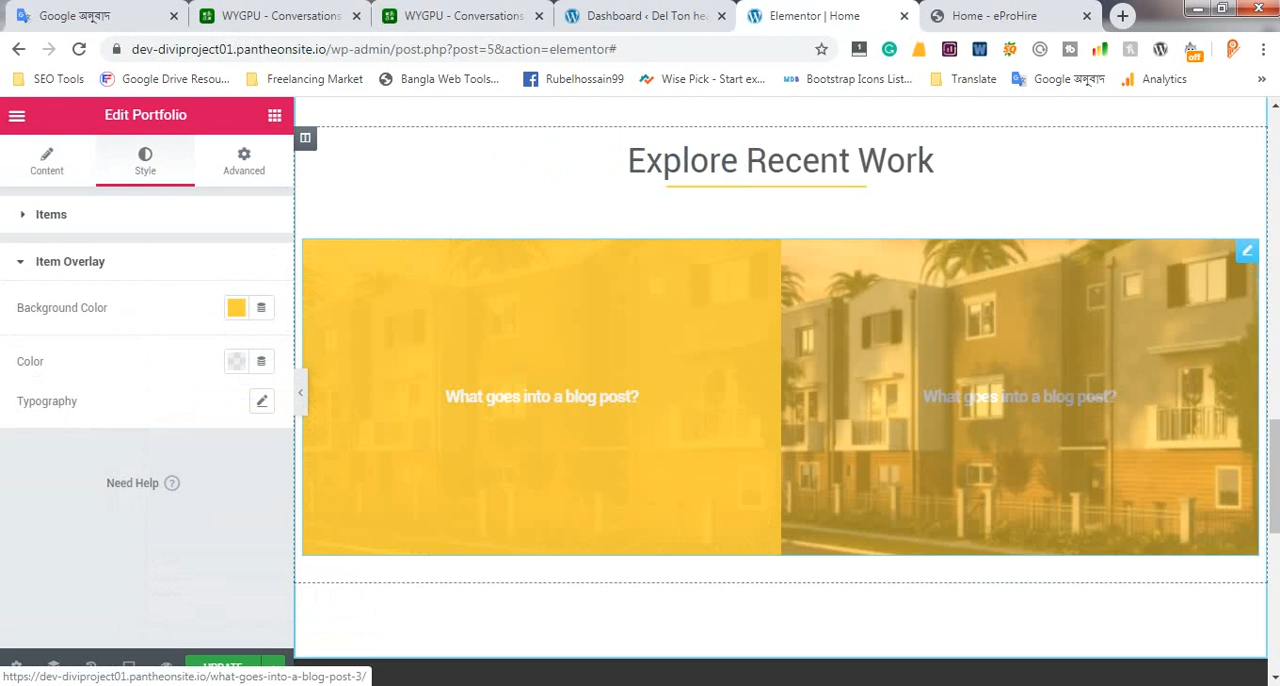 Google অনুবাদ
WYGPU - Conversations
WYGPU - Conversations
Dashboard ‹ Del Ton he
Elementor | Home
Home - eProHire
dev-diviproject01.pantheonsite.io/wp-admin/post.php?post=5&action=elementor#
SEO Tools
Google Drive Resou...
Freelancing Market
Bangla Web Tools...
Rubelhossain99
Wise Pick - Start ex...
Bootstrap Icons List...
Translate
Google অনুবাদ
Analytics
off
Edit Portfolio
Content
Style
Advanced
Items
Item Overlay
Background Color
Color
Typography
Need Help
UPDATE
https://dev-diviproject01.pantheonsite.io/what-goes-into-a-blog-post-3/
Explore Recent Work
What goes into a blog post?
What goes into a blog post?